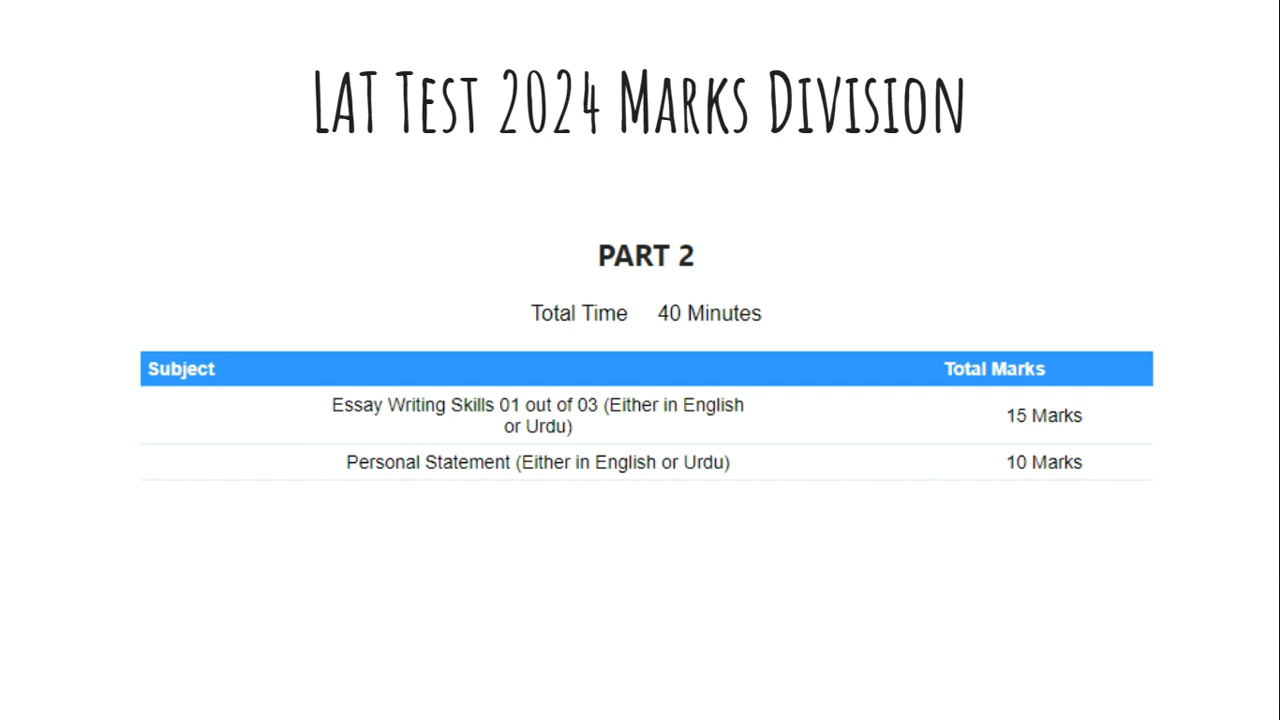 LAT Test 2024 Marks Division
PART 2
Total Time 40 Minutes
Subject Total Marks
Essay Writing Skills 01 out of 03 (Either in English
or Urdu)
15 Marks
Personal Statement (Either in English or Urdu) 10 Marks